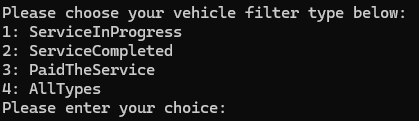 Please choose your vehicle filter type below:
1: ServiceInProgress
2: ServiceCompleted
3: PaidTheService
4: AllTypes
Please enter your choice: